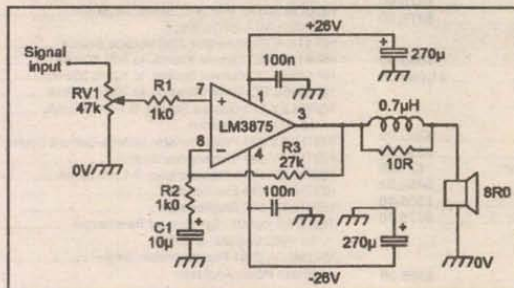 +26V
Signal
input
100n
270µ
R1
RV1
47k
1k0
7
+
1
3
0.7µH
LM3875
8
–
4
R3
27k
10R
0V
R2
1k0
100n
8R0
C1
10µ
+
270µ
+
-26V
0V